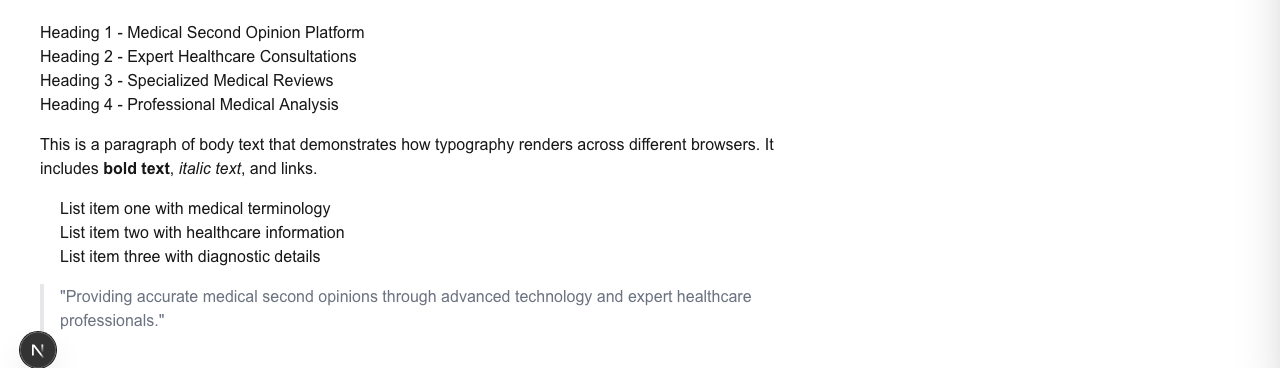 Heading 1 - Medical Second Opinion Platform
Heading 2 - Expert Healthcare Consultations
Heading 3 - Specialized Medical Reviews
Heading 4 - Professional Medical Analysis
This is a paragraph of body text that demonstrates how typography renders across different browsers. It
includes bold text, italic text, and links.
List item one with medical terminology
List item two with healthcare information
List item three with diagnostic details
"Providing accurate medical second opinions through advanced technology and expert healthcare
professionals."
N